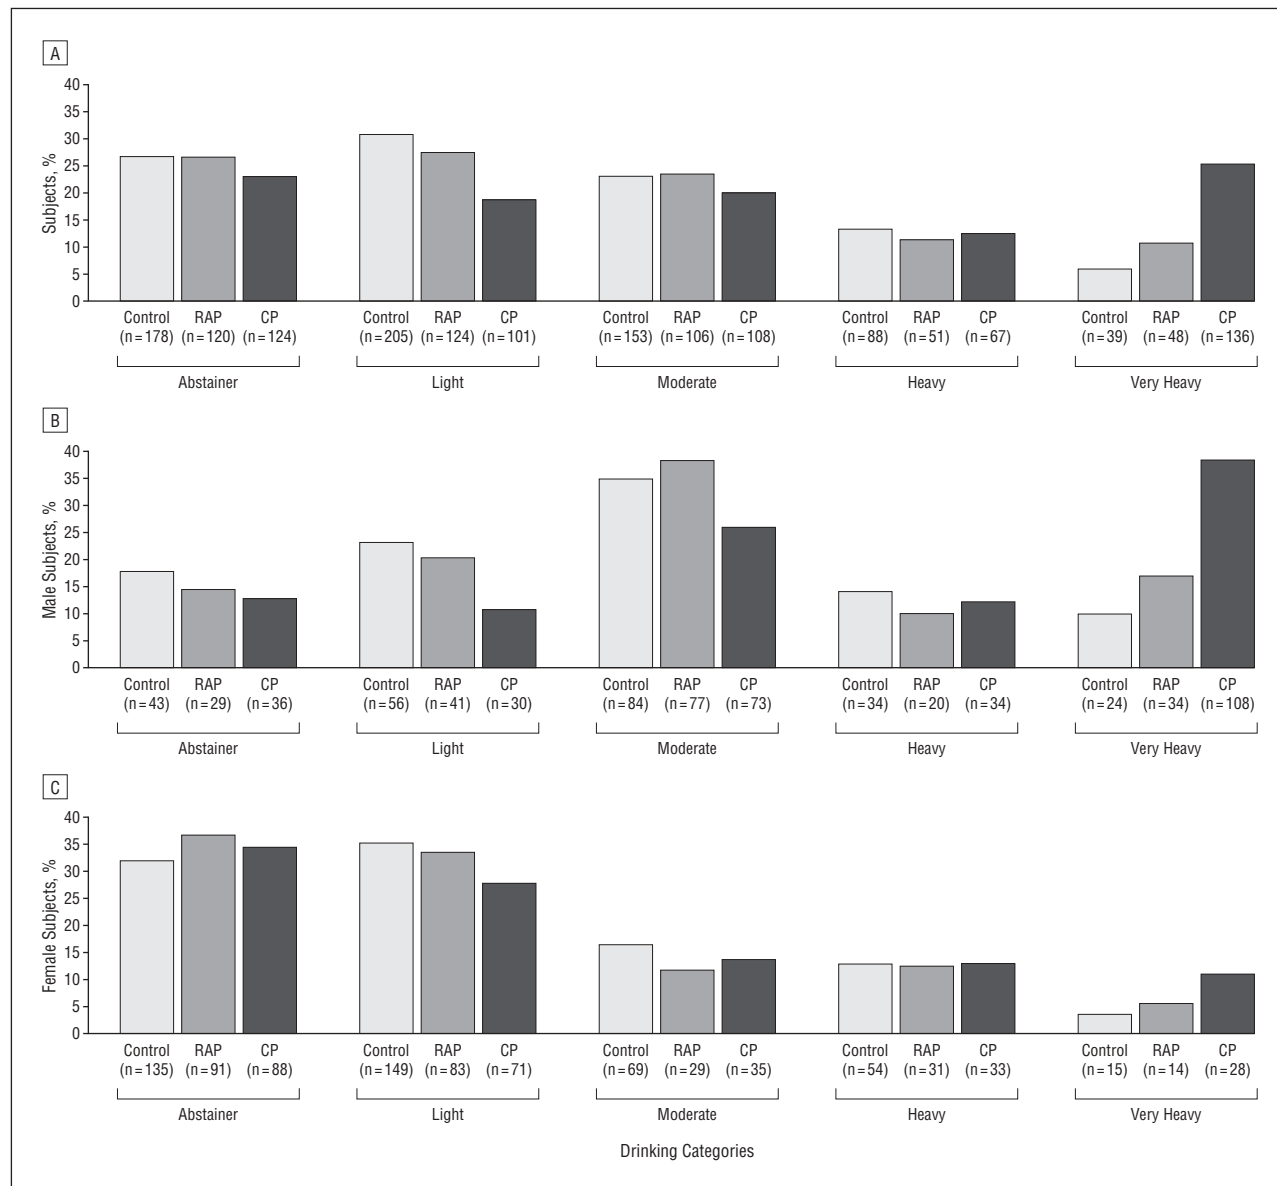 A
Subjects, %
40
35
30
25
20
15
10
5
0
Control RAP CP Control RAP CP Control RAP CP Control RAP CP Control RAP CP
(n=178) (n=120) (n=124) (n=205) (n=124) (n=101) (n=153) (n=106) (n=108) (n=88) (n=51) (n=67) (n=39) (n=48) (n=136)
Abstainer Light Moderate Heavy Very Heavy
B
Male Subjects, %
40
35
30
25
20
15
10
5
0
Control RAP CP Control RAP CP Control RAP CP Control RAP CP Control RAP CP
(n=43) (n=29) (n=36) (n=56) (n=41) (n=30) (n=84) (n=77) (n=73) (n=34) (n=20) (n=34) (n=24) (n=34) (n=108)
Abstainer Light Moderate Heavy Very Heavy
C
Female Subjects, %
40
35
30
25
20
15
10
5
0
Control RAP CP Control RAP CP Control RAP CP Control RAP CP Control RAP CP
(n=135) (n=91) (n=88) (n=149) (n=83) (n=71) (n=69) (n=29) (n=35) (n=54) (n=31) (n=33) (n=15) (n=14) (n=28)
Abstainer Light Moderate Heavy Very Heavy
Drinking Categories